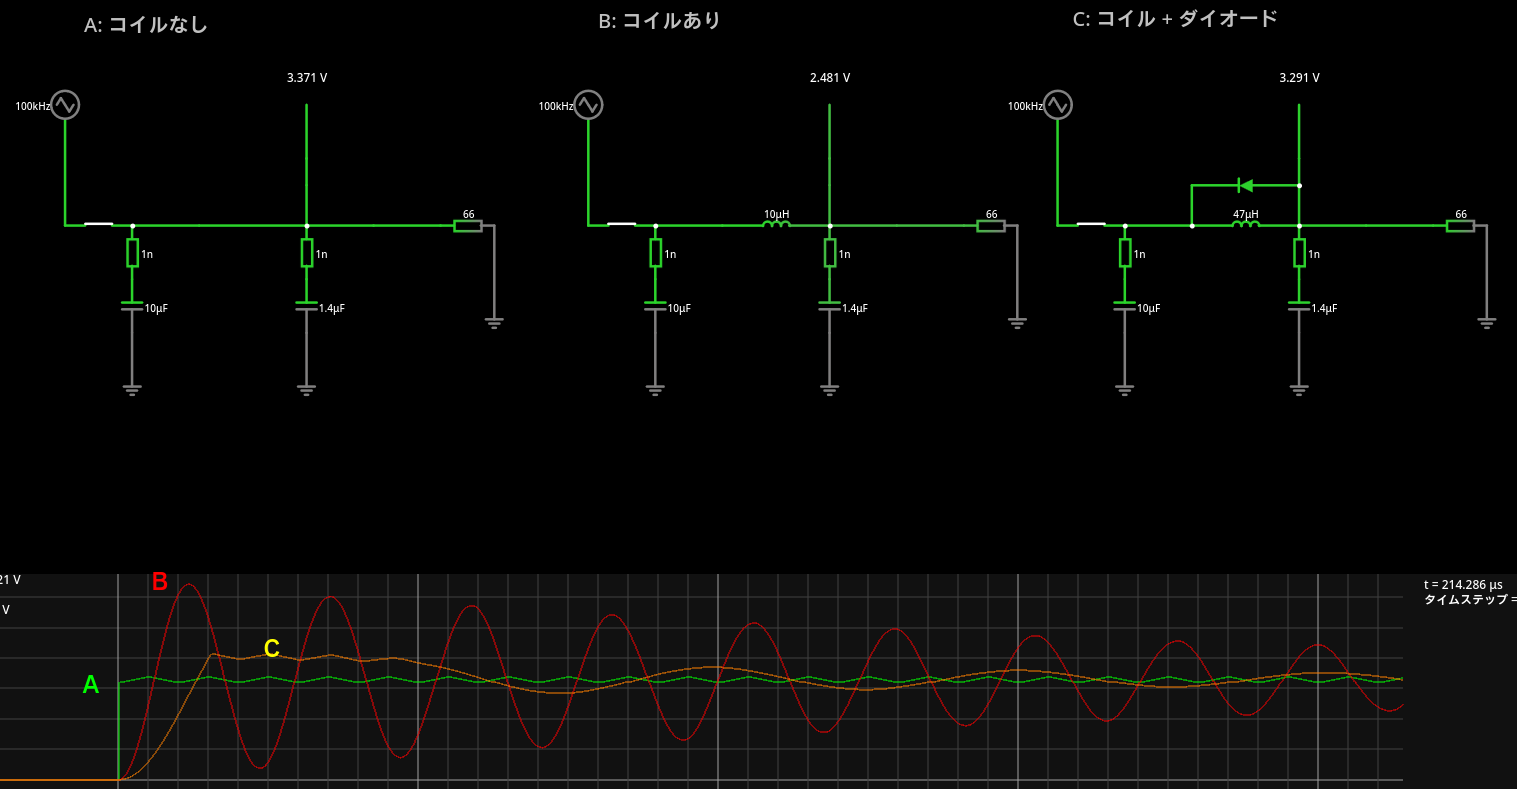 A: コイルなし
B: コイルあり
C: コイル + ダイオード
3.371 V
2.481 V
3.291 V
100kHz
100kHz
100kHz
66
10μH
66
47μH
66
1n
1n
1n
1n
1n
1n
10μF
1.4μF
10μF
1.4μF
10μF
1.4μF
21 V
V
B
C
A
t = 214.286 μs
タイムステップ =